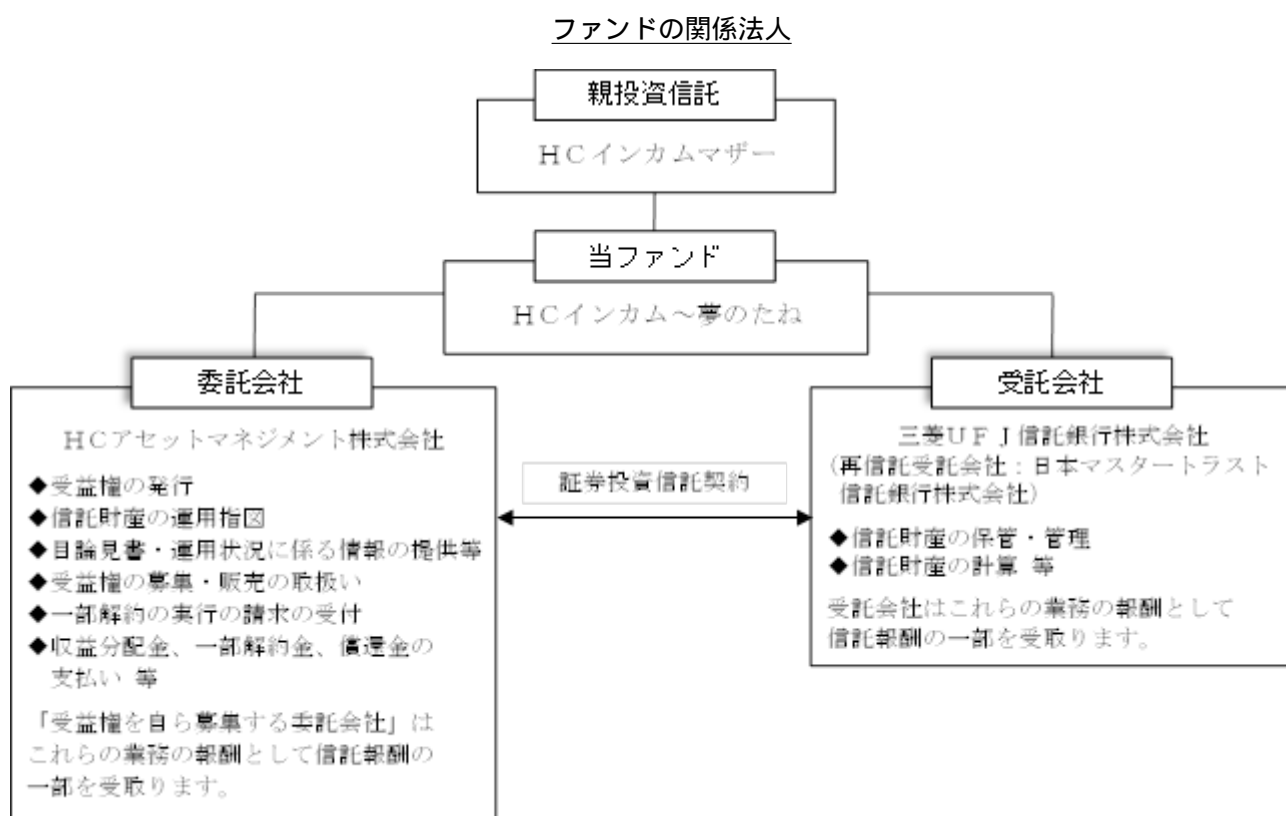 ファンドの関係法人
親投資信託
HCインカムマザー
当ファンド
HCインカム~夢のたね
委託会社
HCアセットマネジメント株式会社
◆受益権の発行
◆信託財産の運用指図
◆目論見書・運用状況に係る情報の提供等
◆受益権の募集・販売の取扱い
◆一部解約の実行の請求の受付
◆収益分配金、一部解約金、償還金の
支払い 等
「受益権を自ら募集する委託会社」は
これらの業務の報酬として信託報酬の
一部を受取ります。
証券投資信託契約
受託会社
三菱UFJ信託銀行株式会社
(再信託受託会社:日本マスタートラスト
信託銀行株式会社)
◆信託財産の保管・管理
◆信託財産の計算 等
受託会社はこれらの業務の報酬として
信託報酬の一部を受取ります。